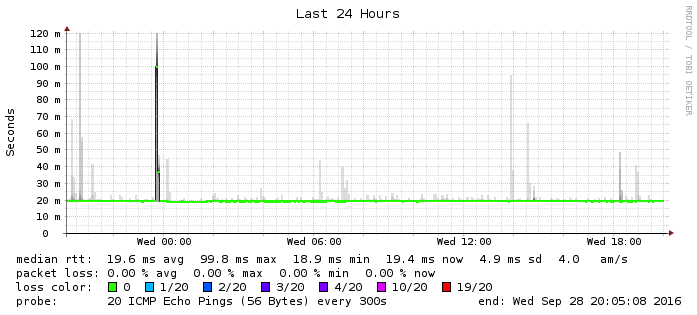 Last 24 Hours
RRDTOOL / TOBI OETIKER
Seconds
120 m
110 m
100 m
90 m
80 m
70 m
60 m
50 m
40 m
30 m
20 m
10 m
0
Wed 00:00 Wed 06:00 Wed 12:00 Wed 18:00
median rtt: 19.6 ms avg 99.8 ms max 18.9 ms min 19.4 ms now 4.9 ms sd 4.0 am/s
packet loss: 0.00 % avg 0.00 % max 0.00 % min 0.00 % now
loss color: 0 1/20 2/20 3/20 4/20 10/20 19/20
probe: 20 ICMP Echo Pings (56 Bytes) every 300s end: Wed Sep 28 20:05:08 2016